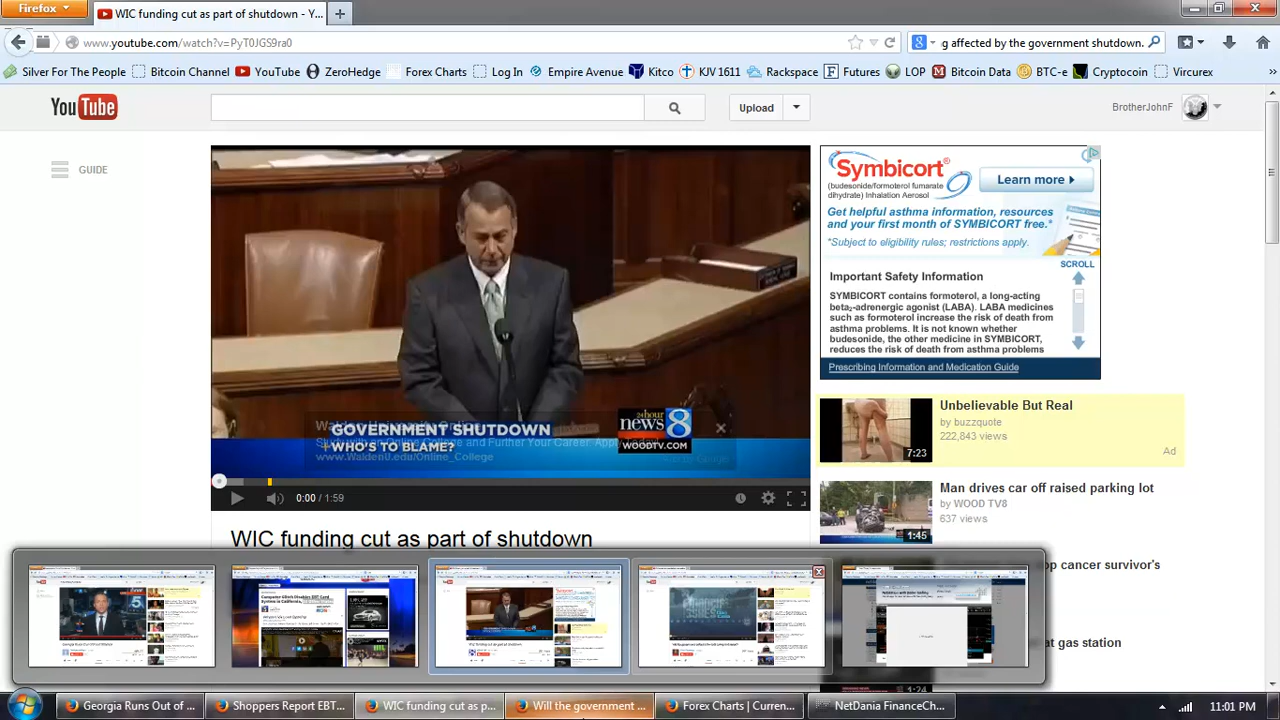 Firefox
WIC funding cut as part of shutdown - Y...
www.youtube.com/watch?v=PyT0JGS9ra0
g affected by the government shutdown.
Silver For The People
Bitcoin Channel
YouTube
ZeroHedge
Forex Charts
Log In
Empire Avenue
Kitco
KJV 1611
Rackspace
Futures
LOP
Bitcoin Data
BTC-e
Cryptocoin
Vircurex
YouTube
Upload
BrotherJohnF
GUIDE
Symbicort®
(budesonide/formoterol fumarate
dihydrate) Inhalation Aerosol
Learn more
Get helpful asthma information, resources
and your first month of SYMBICORT free.*
*Subject to eligibility rules; restrictions apply.
SCROLL
Important Safety Information
SYMBICORT contains formoterol, a long-acting
beta2-adrenergic agonist (LABA). LABA medicines
such as formoterol increase the risk of death from
asthma problems. It is not known whether
budesonide, the other medicine in SYMBICORT,
reduces the risk of death from asthma problems
Prescribing Information and Medication Guide
GOVERNMENT SHUTDOWN
WHO'S TO BLAME?
www.WaldenU.edu/Online_College
24hour
news 8
WOODTV.COM
0:00 / 1:59
WIC funding cut as part of shutdown
Unbelievable But Real
by buzzquote
222,843 views
Ad
7:23
Man drives car off raised parking lot
by WOOD TV8
637 views
1:45
op cancer survivor's
at gas station
1:24
Georgia Runs Out of ...
Shoppers Report EBT...
WIC funding cut as p...
Will the government ...
Forex Charts | Curren...
NetDania FinanceCh...
11:01 PM